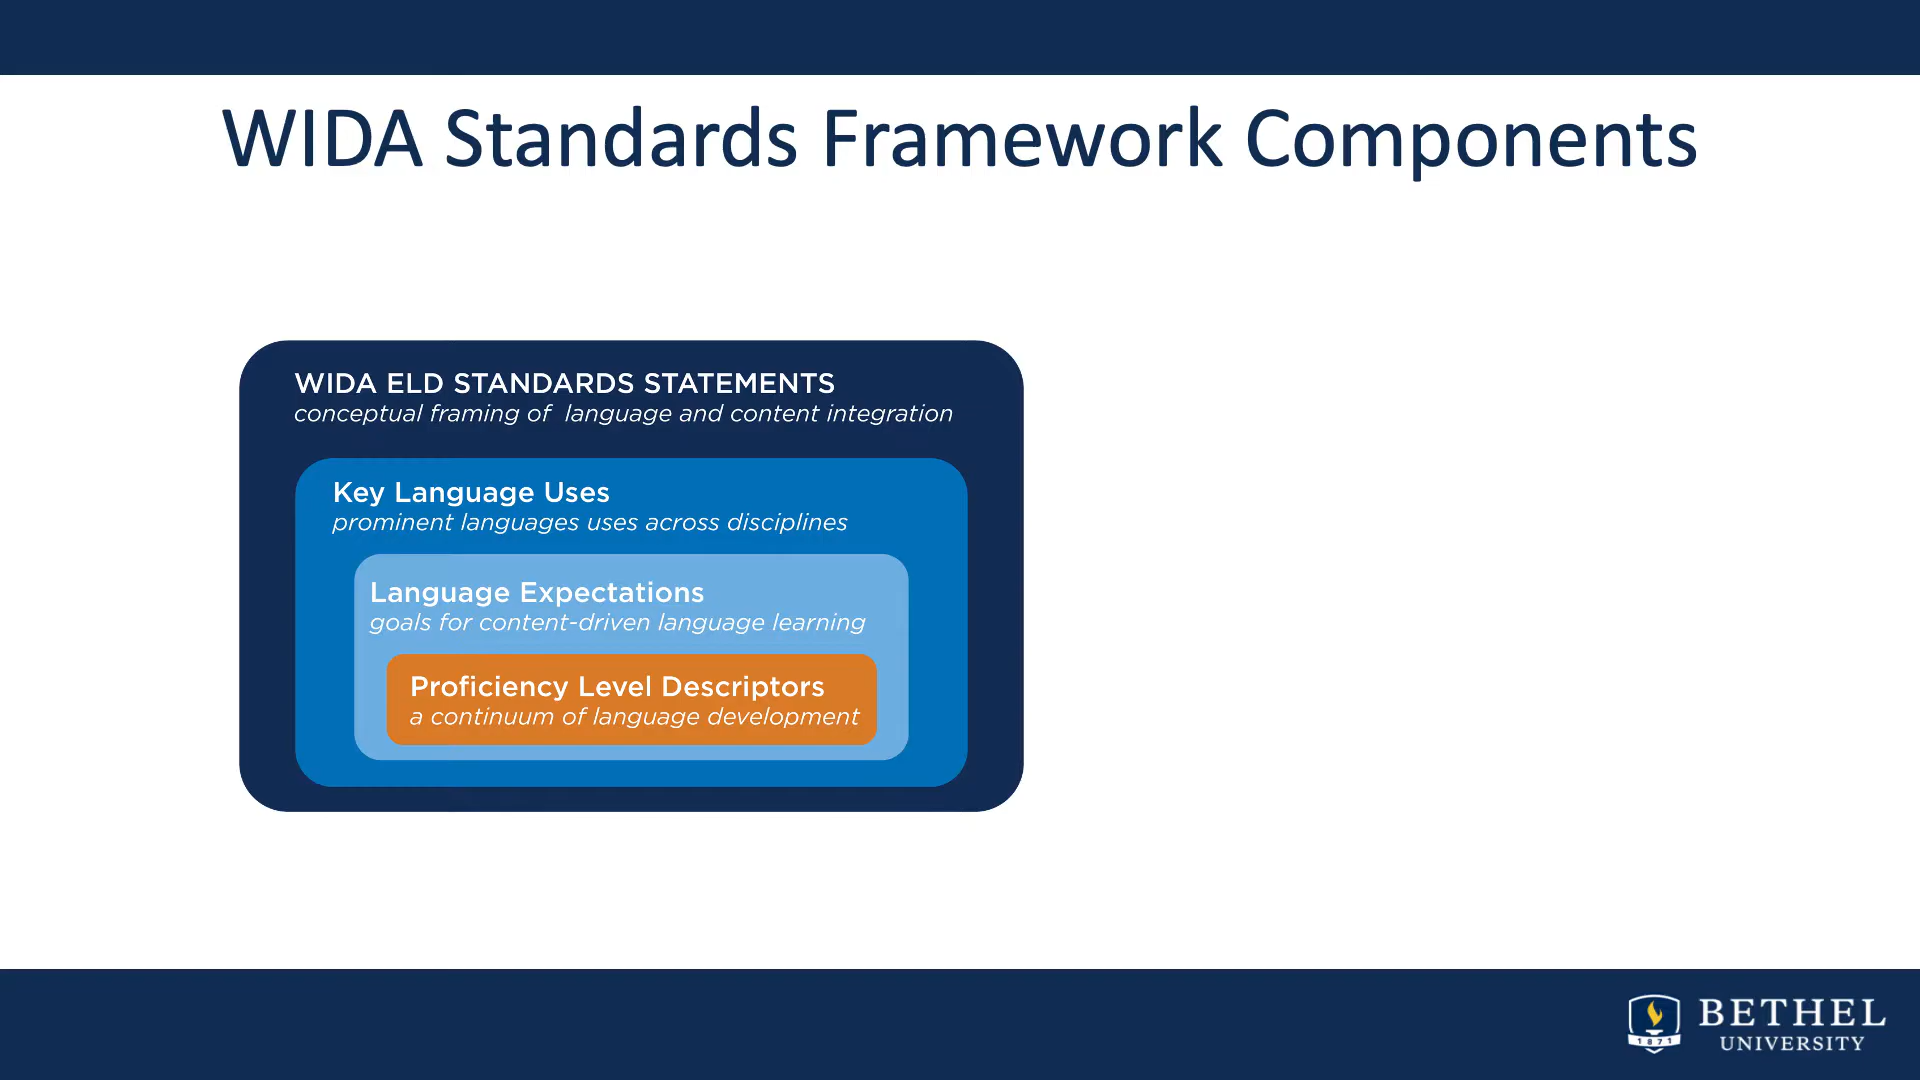 WIDA Standards Framework Components
WIDA ELD STANDARDS STATEMENTS
conceptual framing of language and content integration
Key Language Uses
prominent languages uses across disciplines
Language Expectations
goals for content-driven language learning
Proficiency Level Descriptors
a continuum of language development
1871
BETHEL
UNIVERSITY